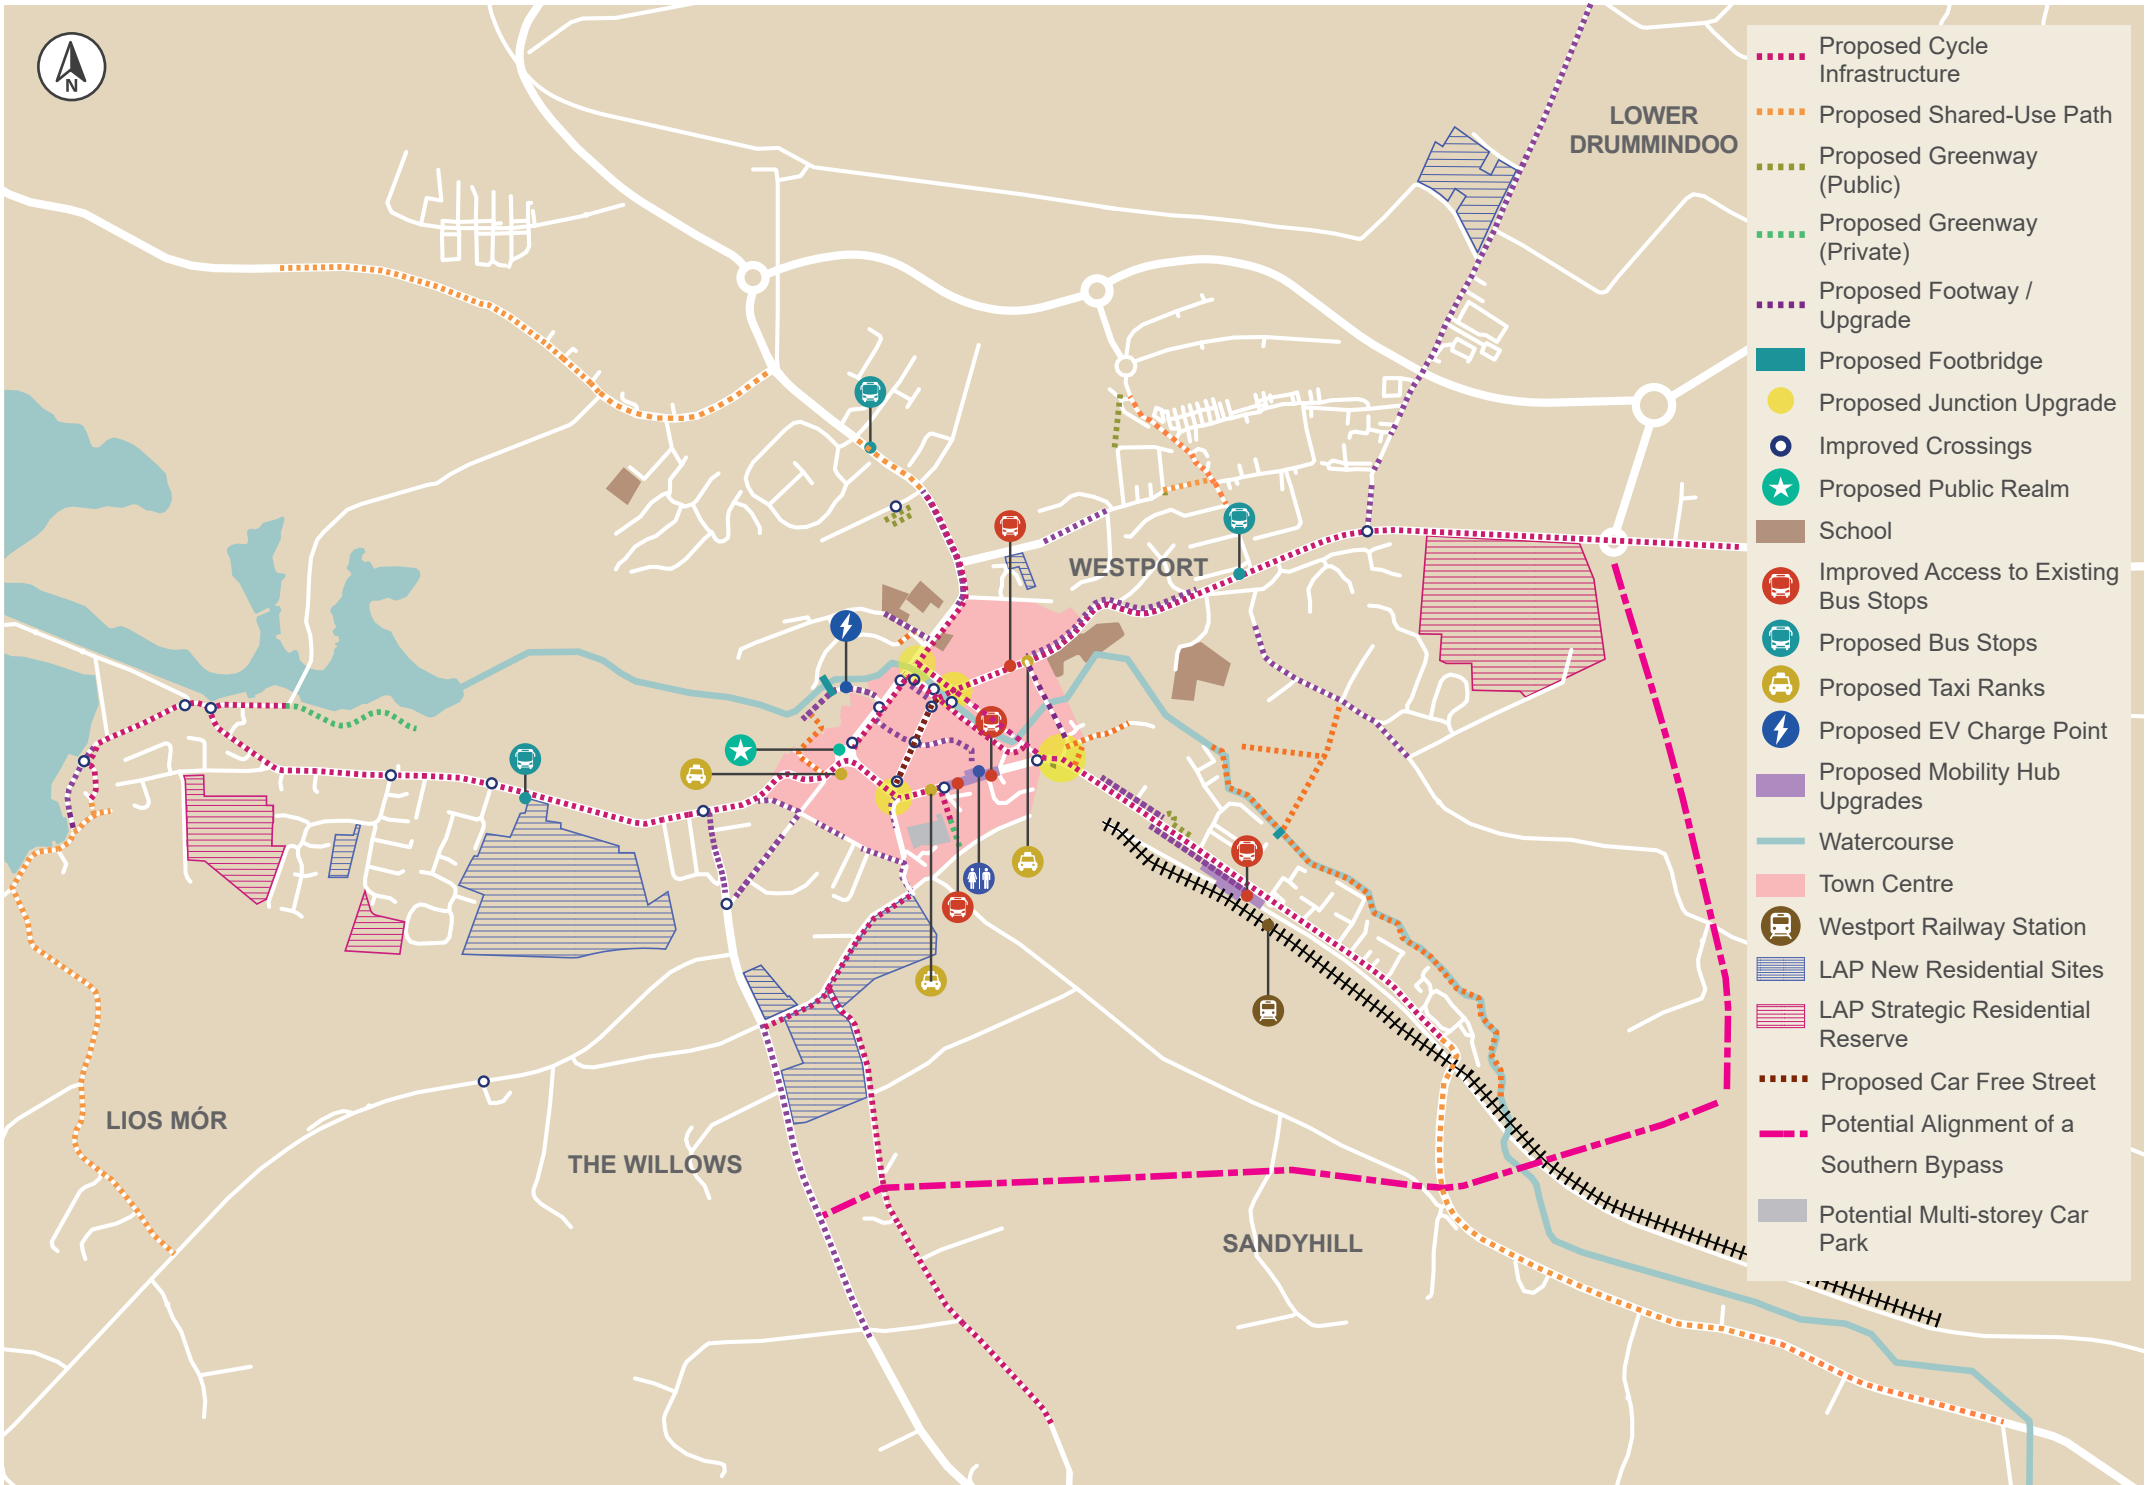 N
LOWER
DRUMMINDOO
WESTPORT
LIOS MÓR
THE WILLOWS
SANDYHILL
Proposed Cycle
Infrastructure
Proposed Shared-Use Path
Proposed Greenway
(Public)
Proposed Greenway
(Private)
Proposed Footway /
Upgrade
Proposed Footbridge
Proposed Junction Upgrade
Improved Crossings
Proposed Public Realm
School
Improved Access to Existing
Bus Stops
Proposed Bus Stops
Proposed Taxi Ranks
Proposed EV Charge Point
Proposed Mobility Hub
Upgrades
Watercourse
Town Centre
Westport Railway Station
LAP New Residential Sites
LAP Strategic Residential
Reserve
Proposed Car Free Street
Potential Alignment of a
Southern Bypass
Potential Multi-storey Car
Park